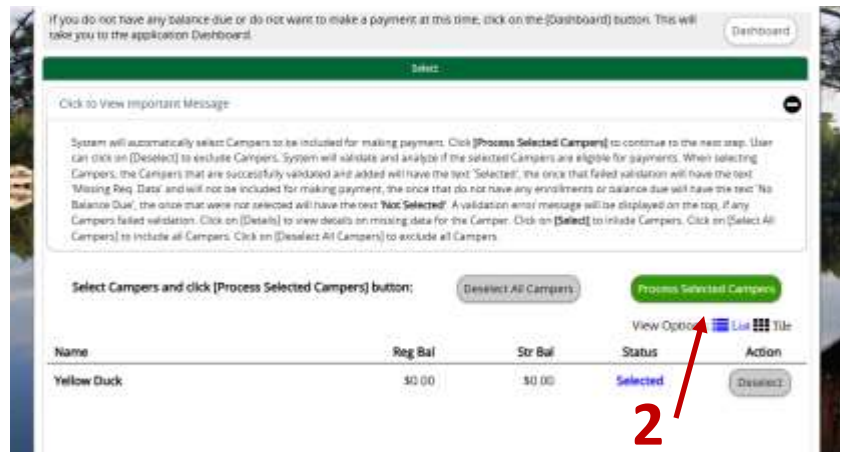 If you do not have any balance due or do not want to make a payment at this time, click on the [Dashboard] button. This will
take you to the application Dashboard.
Dashboard
Select
Click to View Important Message
System will automatically select Campers to be included for making payment. Click [Process Selected Campers] to continue to the next step. User
can click on [Deselect] to exclude Campers. System will validate and analyze if the selected Campers are eligible for payments. When selecting
Campers, the Campers that are successfully validated and added will have the text 'Selected', the once that failed validation will have the text
'Missing Req. Data' and will not be included for making payment, the once that do not have any enrollments or balance due will have the text 'No
Balance Due', the once that were not selected will have the text 'Not Selected'. A validation error message will be displayed on the top, if any
Campers failed validation. Click on [Details] to view details on missing data for the Camper. Click on [Select] to inlude Campers. Click on [Select All
Campers] to include all Campers. Click on [Deselect All Campers] to exclude all Campers
Select Campers and click [Process Selected Campers] button:
Deselect All Campers
Process Selected Campers
View Options List Tile
Name Reg Bal Str Bal Status Action
Yellow Duck $0.00 $0.00 Selected Deselect
2